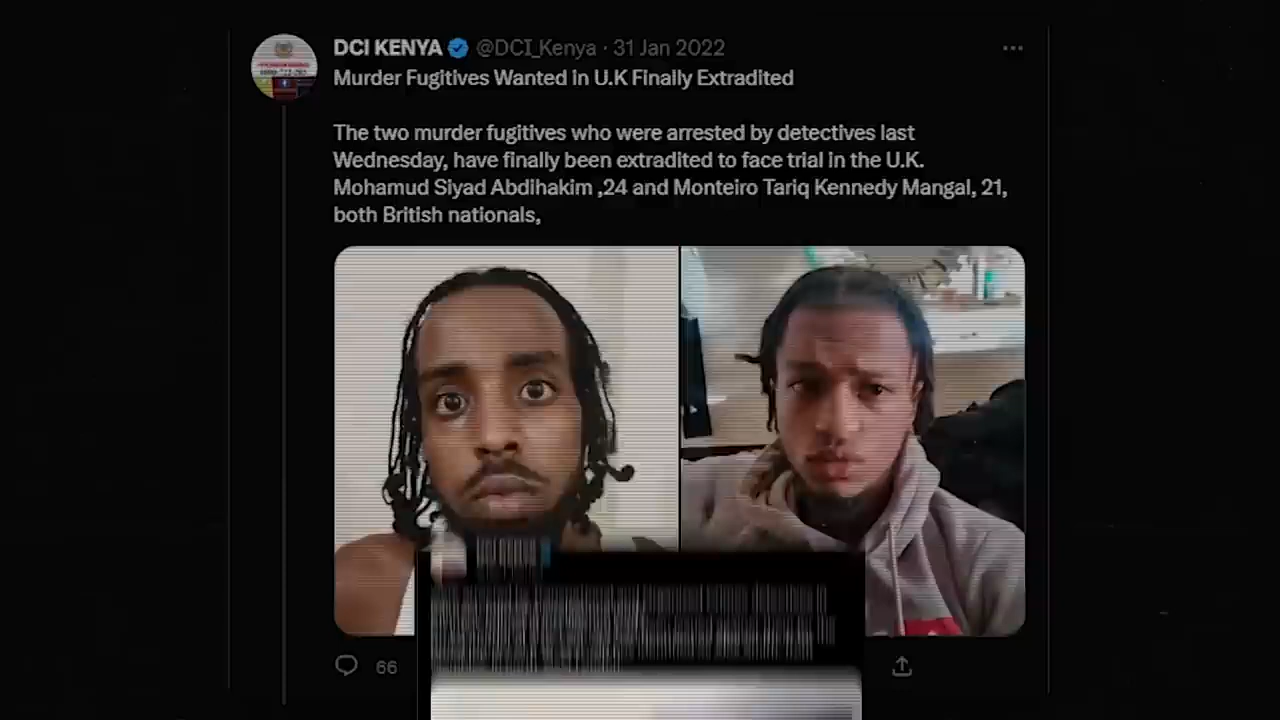 DCI KENYA @DCI_Kenya · 31 Jan 2022
Murder Fugitives Wanted in U.K Finally Extradited
The two murder fugitives who were arrested by detectives last
Wednesday, have finally been extradited to face trial in the U.K.
Mohamud Siyad Abdihakim ,24 and Monteiro Tariq Kennedy Mangal, 21,
both British nationals,
66